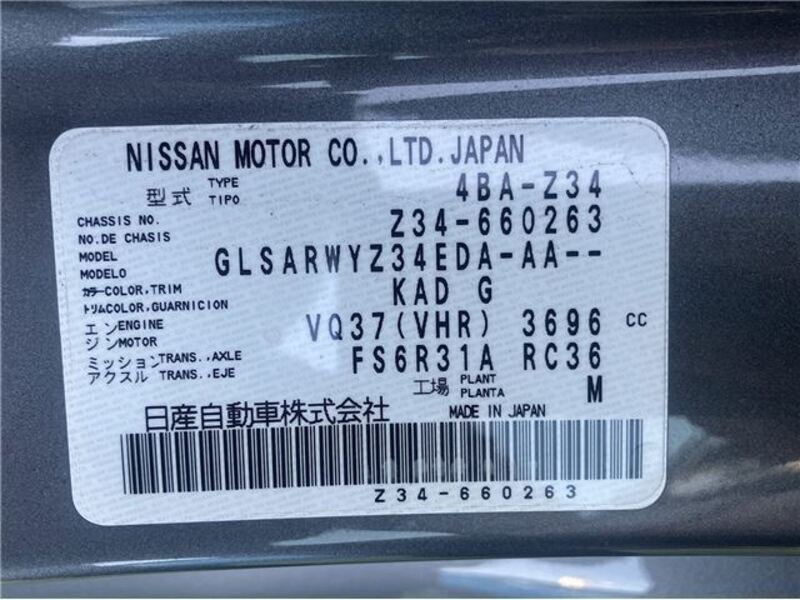 NISSAN MOTOR CO.,LTD.JAPAN
型式 TYPE TIPO 4BA-Z34
CHASSIS NO. NO.DE CHASIS Z34-660263
MODEL MODELO GLSARWYZ34EDA-AA--
カラーCOLOR,TRIM トリムCOLOR,GUARNICION KAD G
エンジン ENGINE MOTOR VQ37(VHR) 3696 CC
ミッション アクスル TRANS.,AXLE TRANS.,EJE FS6R31A RC36
工場 PLANT PLANTA M
日産自動車株式会社 MADE IN JAPAN
Z34-660263